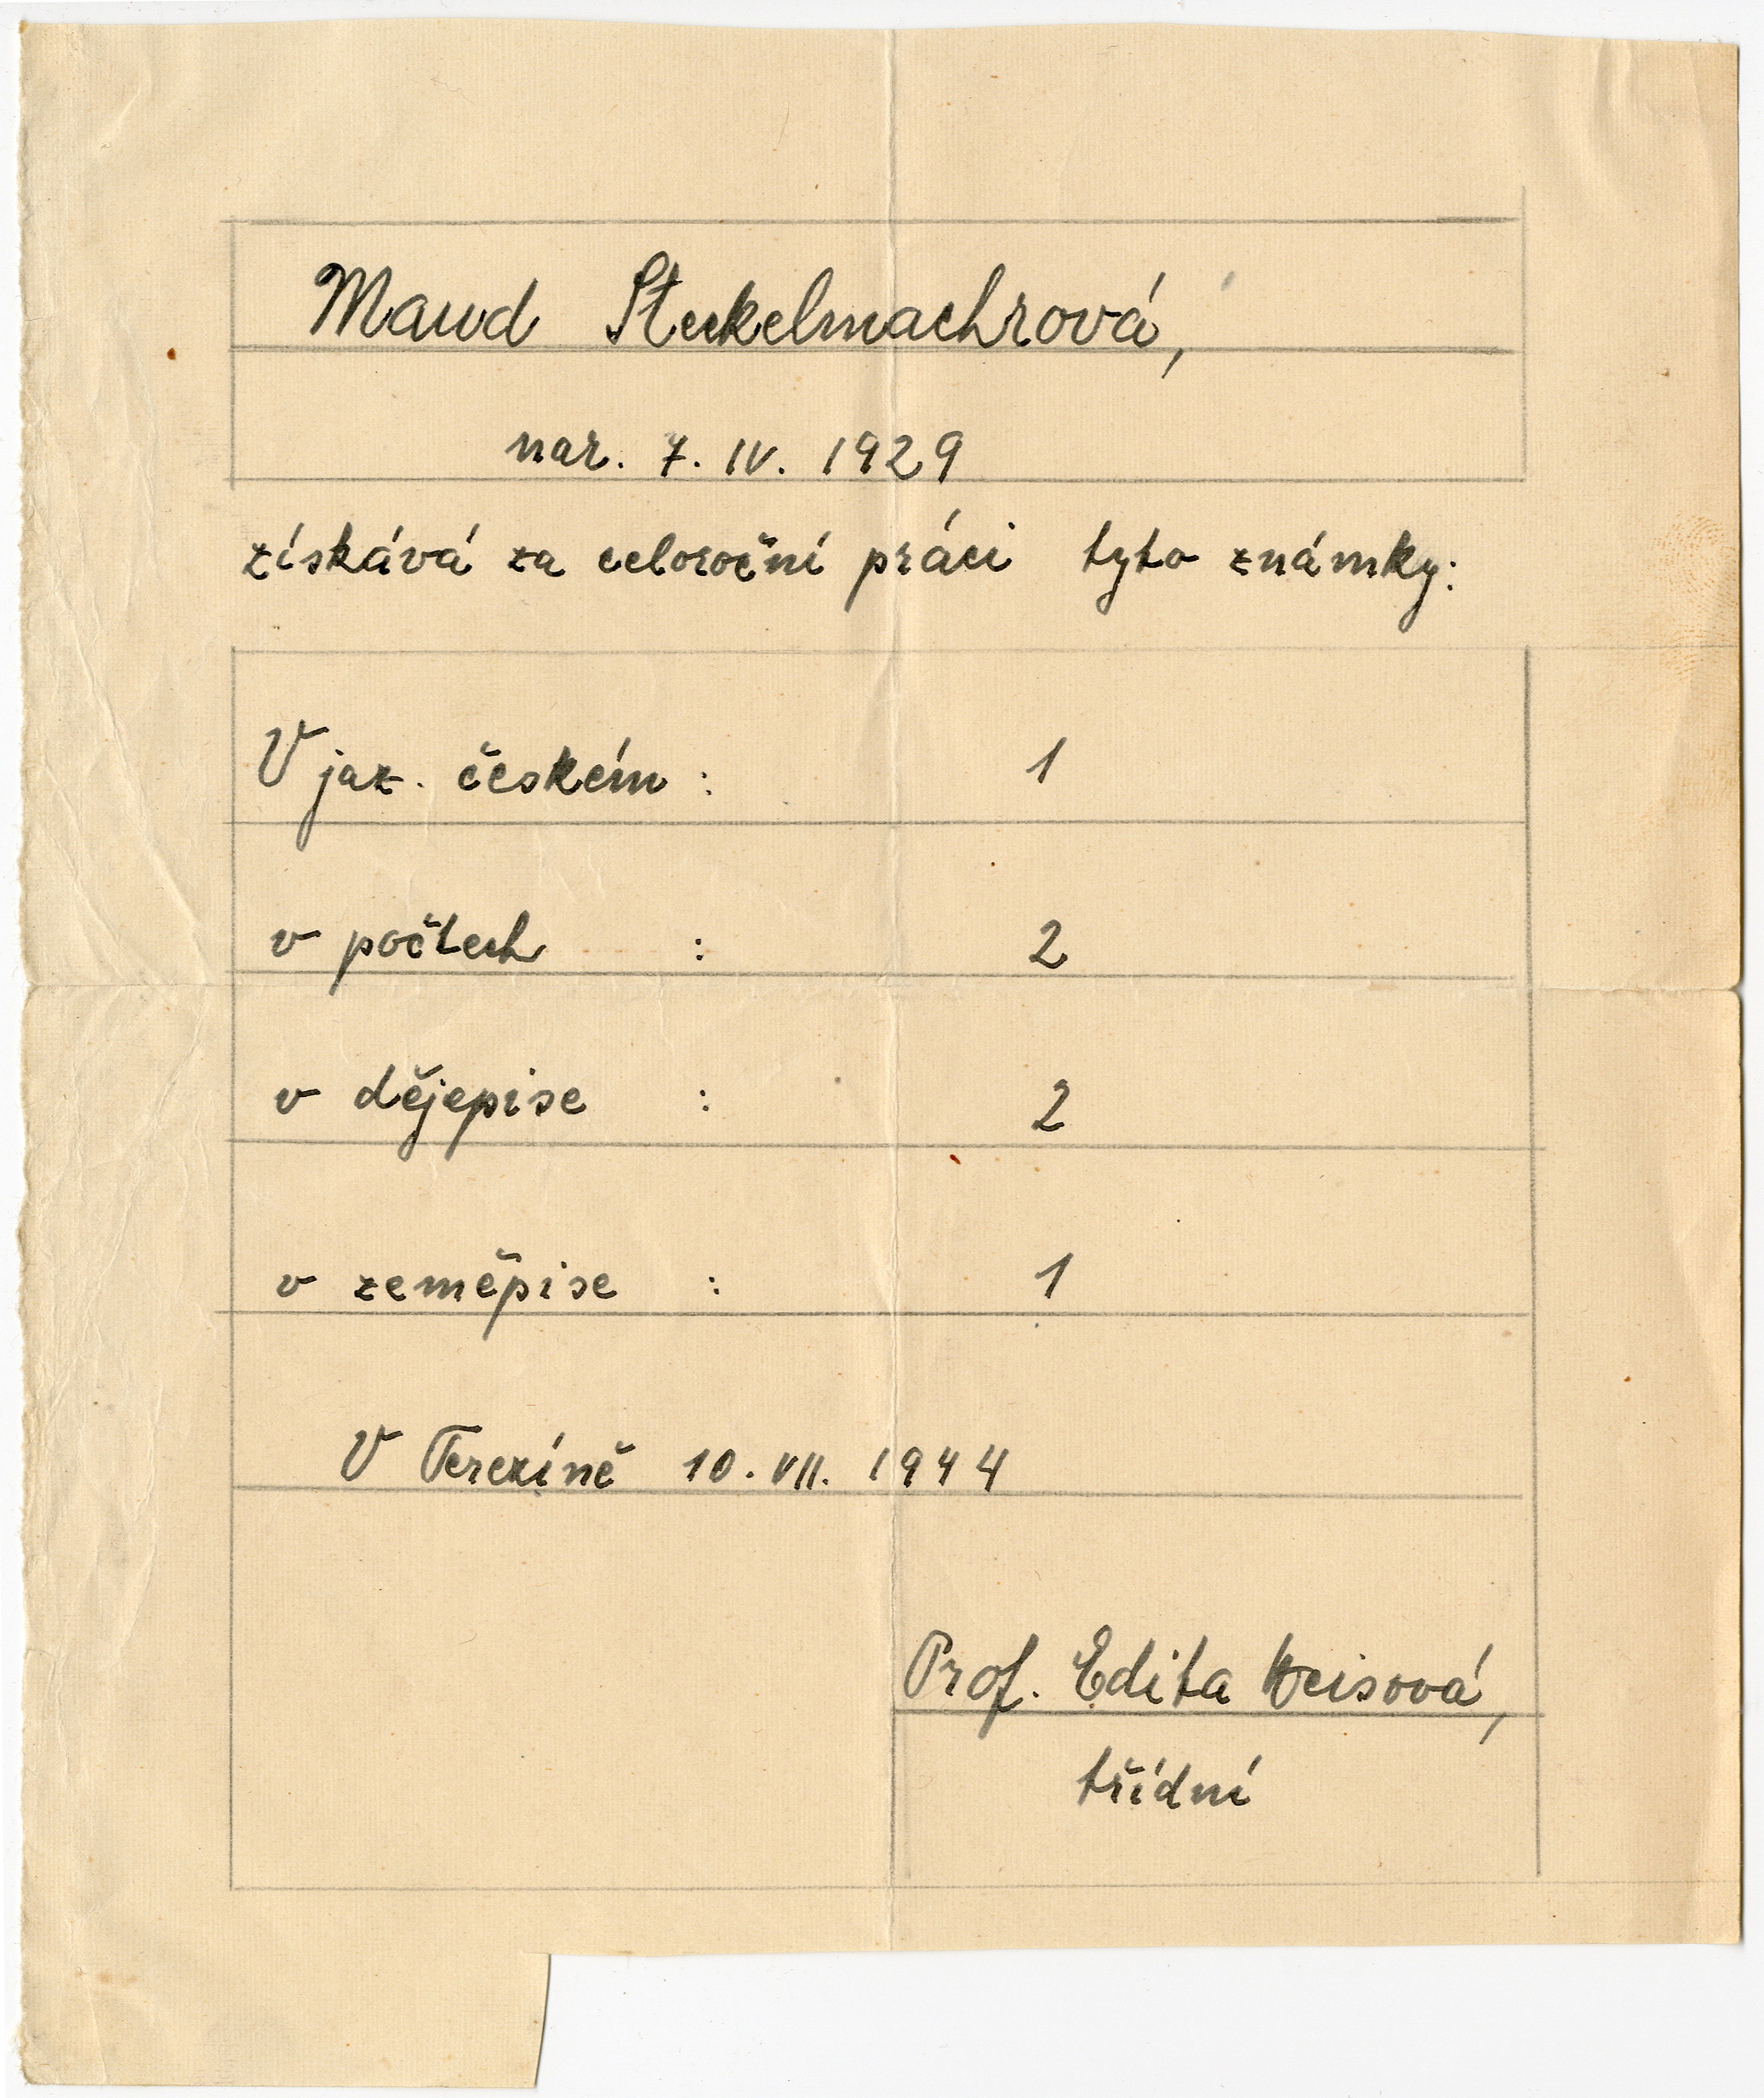 Maud Steckelmachrová,
nar. 7. IV. 1929
získává za celoroční práci tyto známky:
V jaz. českém : 1
v počtech : 2
v dějepise : 2
v zeměpise : 1
V Terezíně 10. VII. 1944
Prof. Edita Weisová,
třídní